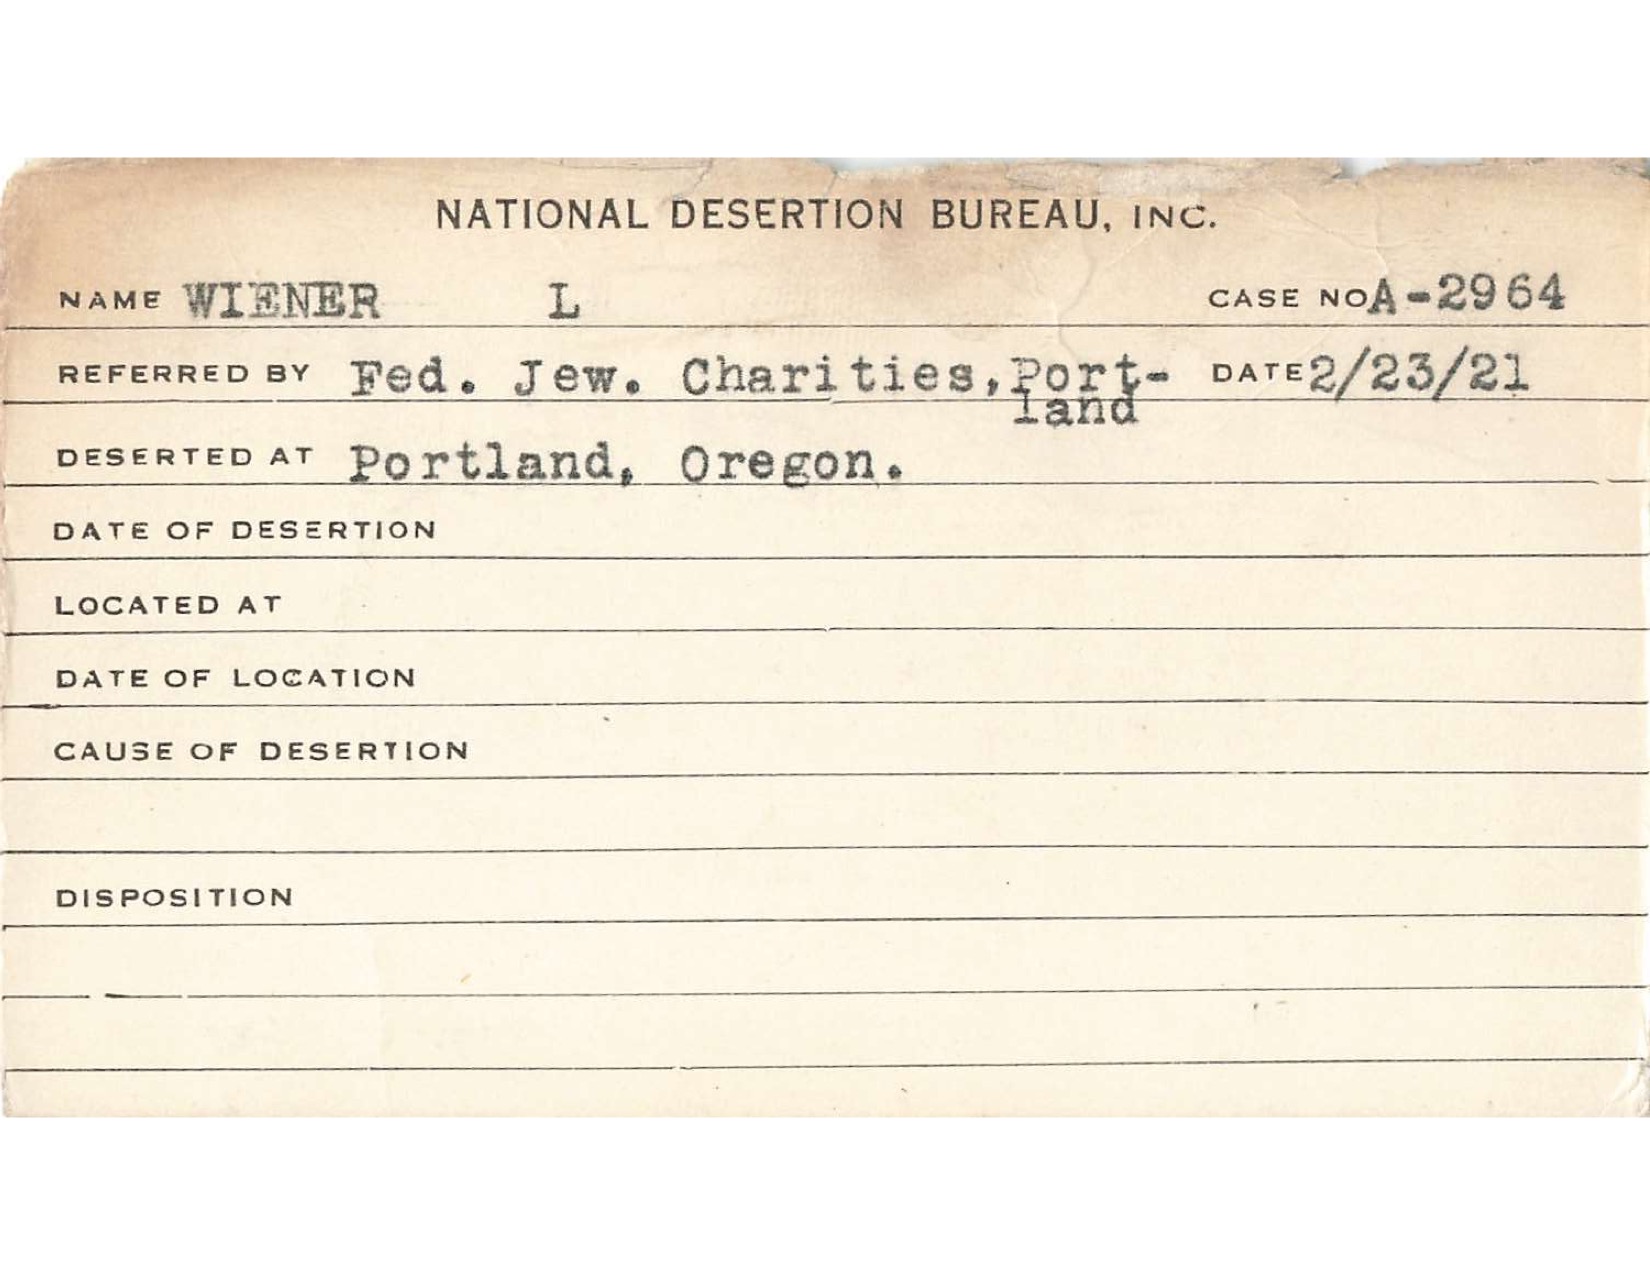 NATIONAL DESERTION BUREAU, INC.
NAME WIENER L CASE NO A-2964
REFERRED BY Fed. Jew. Charities, Port- DATE 2/23/21
land
DESERTED AT Portland, Oregon.
DATE OF DESERTION
LOCATED AT
DATE OF LOCATION
CAUSE OF DESERTION
DISPOSITION